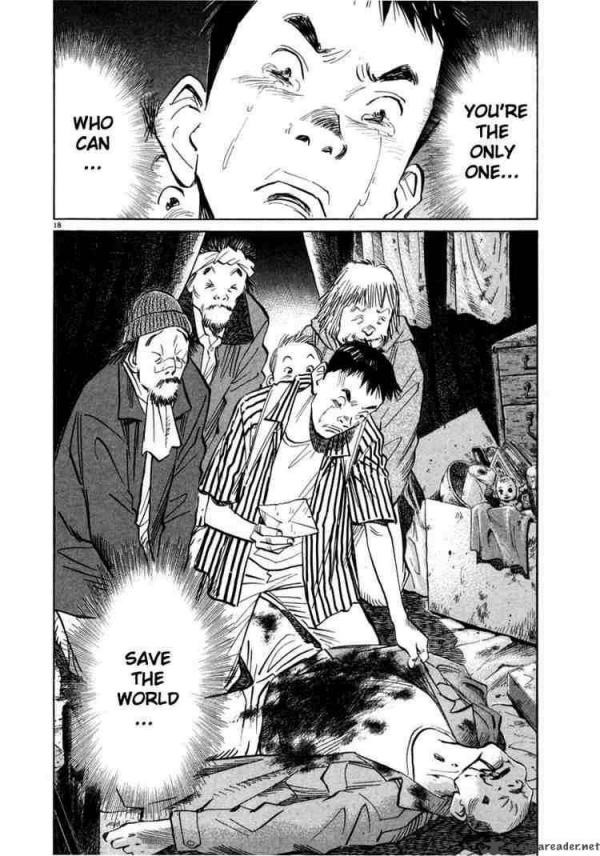 YOU'RE
THE
ONLY
ONE...
WHO
CAN
...
18
SAVE
THE
WORLD
...
areader.net